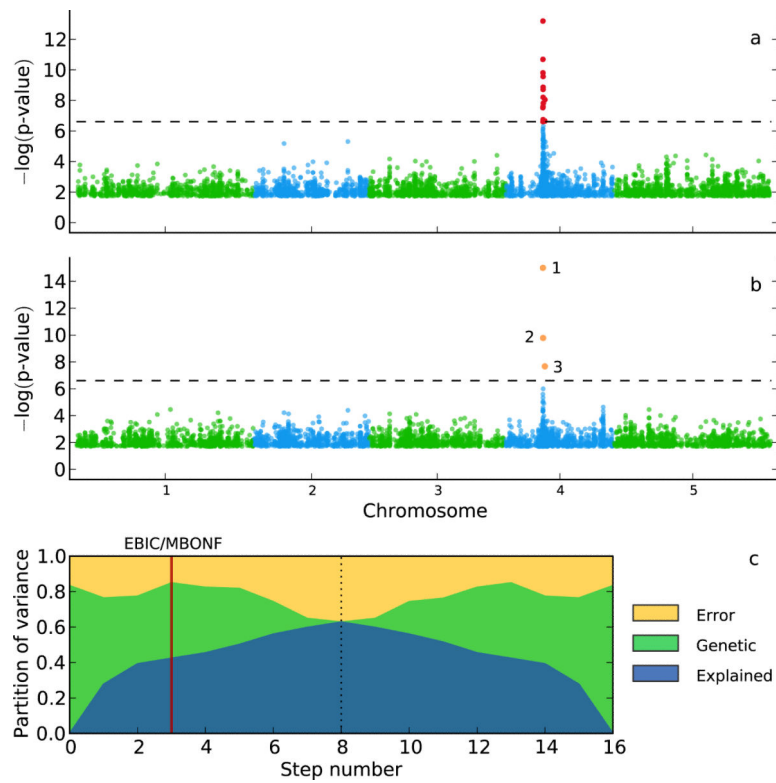 a
12
10
8
6
4
2
0
−log(p-value)
b
14
12
10
8
6
4
2
0
−log(p-value)
1
2
3
1 2 3 4 5
Chromosome
EBIC/MBONF
c
1.0
0.8
0.6
0.4
0.2
0.0
Partition of variance
0 2 4 6 8 10 12 14 16
Step number
Error
Genetic
Explained